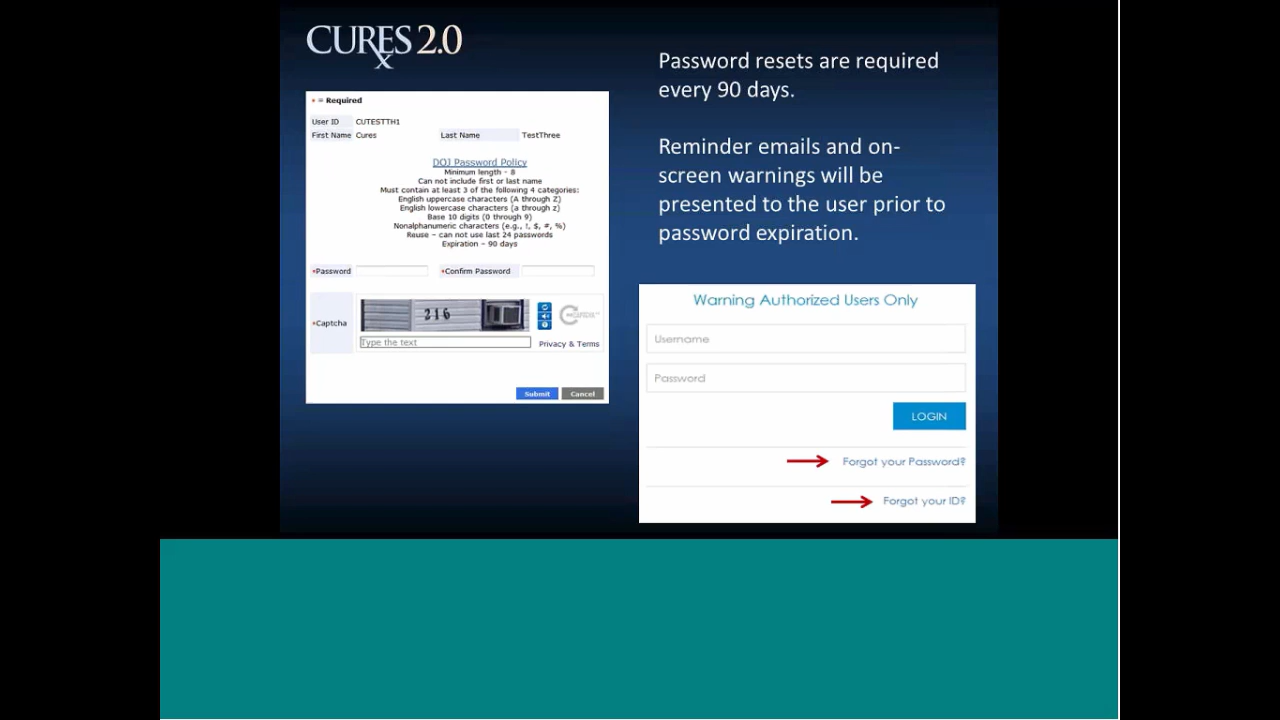 CURES 2.0
* = Required
User ID CUTESTTH1
First Name Cures Last Name TestThree
DOJ Password Policy
Minimum length - 8
Can not include first or last name
Must contain at least 3 of the following 4 categories:
English uppercase characters (A through Z)
English lowercase characters (a through z)
Base 10 digits (0 through 9)
Nonalphanumeric characters (e.g., !, $, #, %)
Reuse - can not use last 24 passwords
Expiration - 90 days
*Password *Confirm Password
216
*Captcha
Type the text Privacy & Terms
Submit Cancel
Password resets are required
every 90 days.
Reminder emails and on-
screen warnings will be
presented to the user prior to
password expiration.
Warning Authorized Users Only
Username
Password
LOGIN
Forgot your Password?
Forgot your ID?